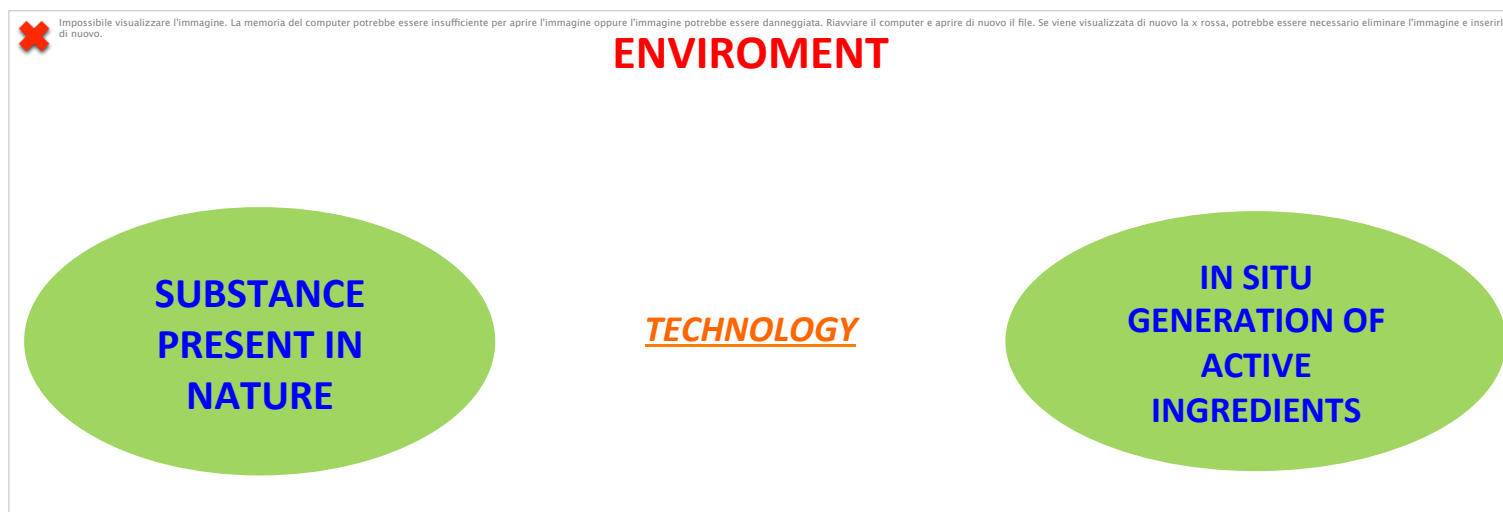 Impossibile visualizzare l'immagine. La memoria del computer potrebbe essere insufficiente per aprire l'immagine oppure l'immagine potrebbe essere danneggiata. Riavviare il computer e aprire di nuovo il file. Se viene visualizzata di nuovo la x rossa, potrebbe essere necessario eliminare l'immagine e inserirl
di nuovo.
ENVIROMENT
SUBSTANCE
PRESENT IN
NATURE
TECHNOLOGY
IN SITU
GENERATION OF
ACTIVE
INGREDIENTS